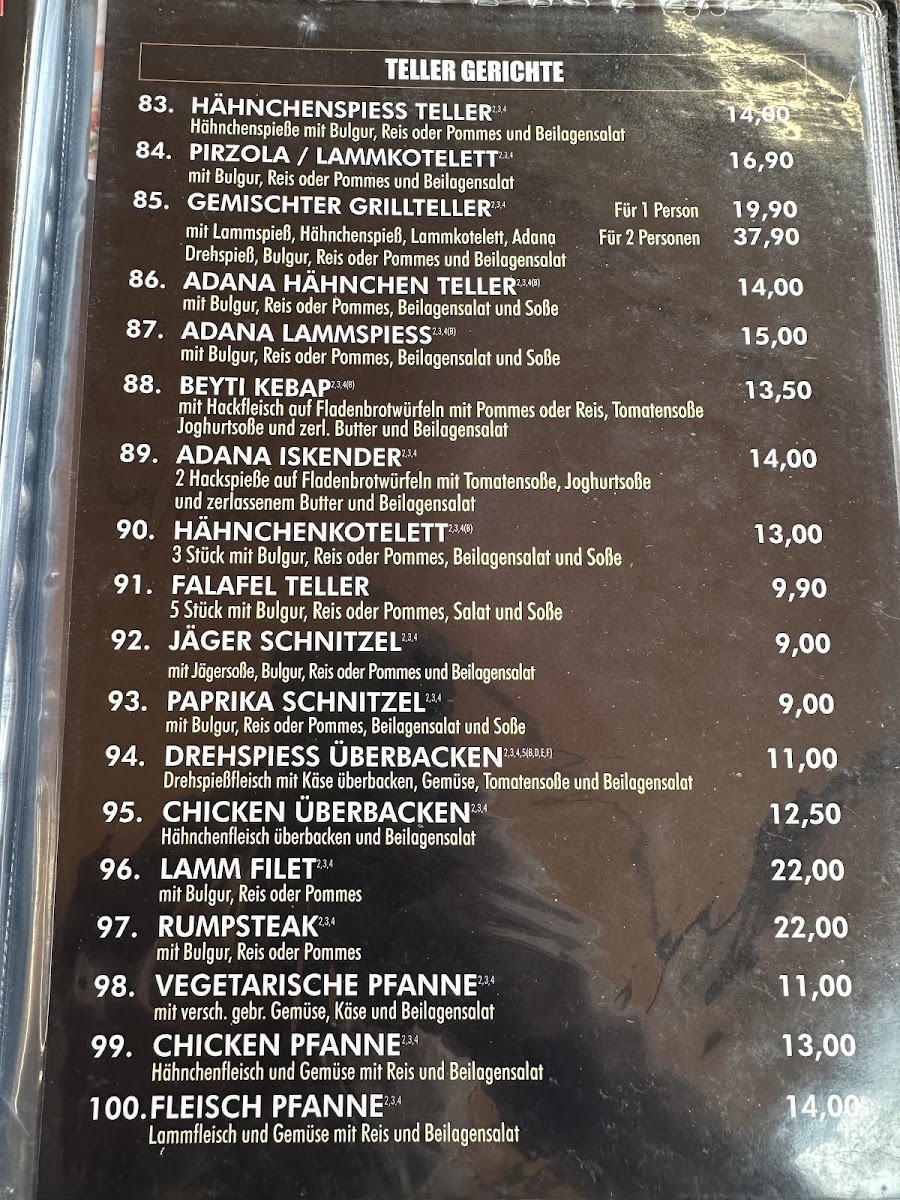 TELLER GERICHTE
83. HÄHNCHENSPIESS TELLER2,3,4 14,00
Hähnchenspieße mit Bulgur, Reis oder Pommes und Beilagensalat
84. PIRZOLA / LAMMKOTELETT2,3,4 16,90
mit Bulgur, Reis oder Pommes und Beilagensalat
85. GEMISCHTER GRILLTELLER2,3,4 Für 1 Person 19,90
mit Lammspieß, Hähnchenspieß, Lammkotelett, Adana Für 2 Personen 37,90
Drehspieß, Bulgur, Reis oder Pommes und Beilagensalat
86. ADANA HÄHNCHEN TELLER2,3,4(B) 14,00
mit Bulgur, Reis oder Pommes, Beilagensalat und Soße
87. ADANA LAMMSPIESS2,3,4(B) 15,00
mit Bulgur, Reis oder Pommes, Beilagensalat und Soße
88. BEYTI KEBAP2,3,4(B) 13,50
mit Hackfleisch auf Fladenbrotwürfeln mit Pommes oder Reis, Tomatensoße
Joghurtsoße und zerl. Butter und Beilagensalat
89. ADANA ISKENDER2,3,4 14,00
2 Hackspieße auf Fladenbrotwürfeln mit Tomatensoße, Joghurtsoße
und zerlassenem Butter und Beilagensalat
90. HÄHNCHENKOTELETT2,3,4(B) 13,00
3 Stück mit Bulgur, Reis oder Pommes, Beilagensalat und Soße
91. FALAFEL TELLER 9,90
5 Stück mit Bulgur, Reis oder Pommes, Salat und Soße
92. JÄGER SCHNITZEL2,3,4 9,00
mit Jägersoße, Bulgur, Reis oder Pommes und Beilagensalat
93. PAPRIKA SCHNITZEL2,3,4 9,00
mit Bulgur, Reis oder Pommes, Beilagensalat und Soße
94. DREHSPIESS ÜBERBACKEN2,3,4,5(B,D,E,F) 11,00
Drehspießfleisch mit Käse überbacken, Gemüse, Tomatensoße und Beilagensalat
95. CHICKEN ÜBERBACKEN2,3,4 12,50
Hähnchenfleisch überbacken und Beilagensalat
96. LAMM FILET2,3,4 22,00
mit Bulgur, Reis oder Pommes
97. RUMPSTEAK2,3,4 22,00
mit Bulgur, Reis oder Pommes
98. VEGETARISCHE PFANNE2,3,4 11,00
mit versch. gebr. Gemüse, Käse und Beilagensalat
99. CHICKEN PFANNE2,3,4 13,00
Hähnchenfleisch und Gemüse mit Reis und Beilagensalat
100. FLEISCH PFANNE2,3,4 14,00
Lammfleisch und Gemüse mit Reis und Beilagensalat